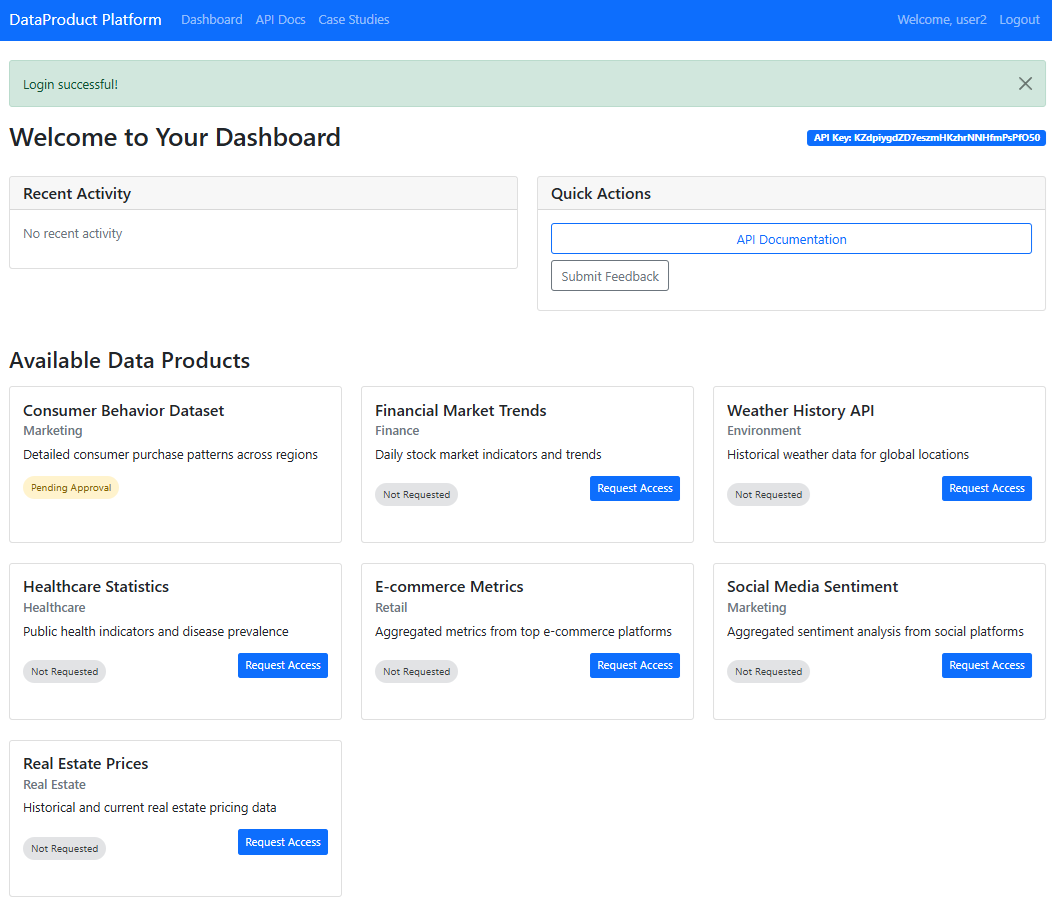 DataProduct Platform Dashboard API Docs Case Studies Welcome, user2 Logout
Login successful!
Welcome to Your Dashboard
API Key: KZdpiygdZD7eszmHKzhrNNHfmPsPfO50
Recent Activity
No recent activity
Quick Actions
API Documentation
Submit Feedback
Available Data Products
Consumer Behavior Dataset
Marketing
Detailed consumer purchase patterns across regions
Pending Approval
Financial Market Trends
Finance
Daily stock market indicators and trends
Not Requested
Request Access
Weather History API
Environment
Historical weather data for global locations
Not Requested
Request Access
Healthcare Statistics
Healthcare
Public health indicators and disease prevalence
Not Requested
Request Access
E-commerce Metrics
Retail
Aggregated metrics from top e-commerce platforms
Not Requested
Request Access
Social Media Sentiment
Marketing
Aggregated sentiment analysis from social platforms
Not Requested
Request Access
Real Estate Prices
Real Estate
Historical and current real estate pricing data
Not Requested
Request Access